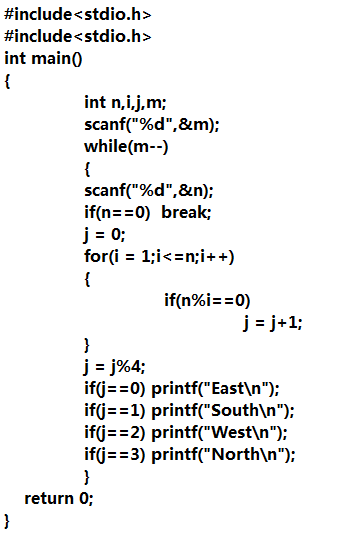 #include<stdio.h>
#include<stdio.h>
int main()
{
int n,i,j,m;
scanf("%d",&m);
while(m--)
{
scanf("%d",&n);
if(n==0)  break;
j = 0;
for(i = 1;i<=n;i++)
{
if(n%i==0)
j = j+1;
}
j = j%4;
if(j==0) printf("East\n");
if(j==1) printf("South\n");
if(j==2) printf("West\n");
if(j==3) printf("North\n");
}
return 0;
}